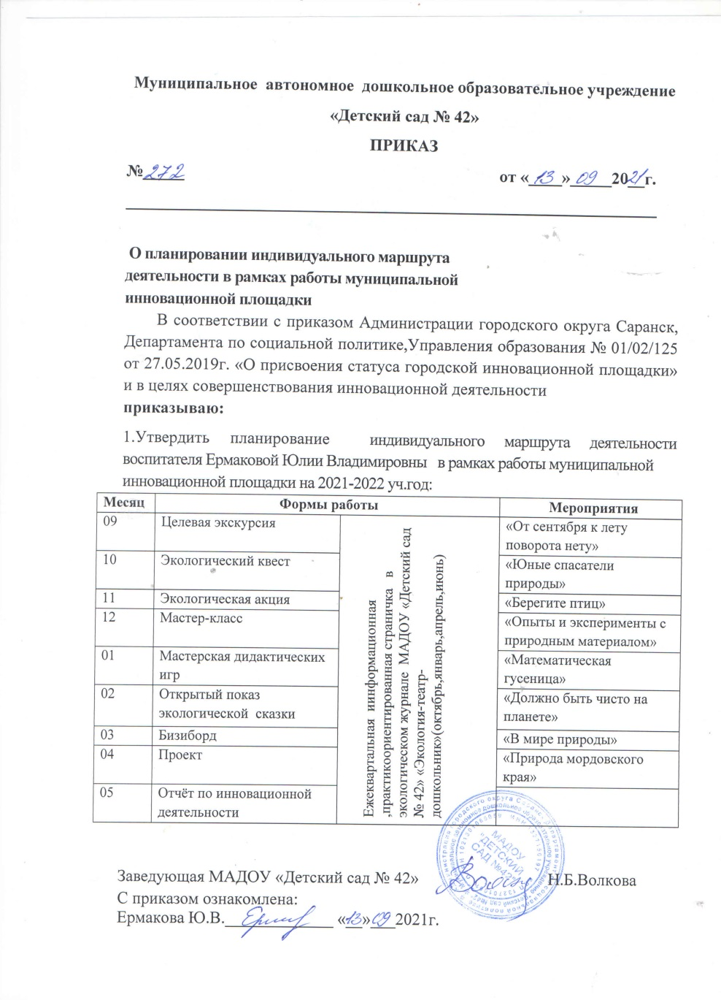 Муниципальное автономное дошкольное образовательное учреждение
«Детский сад № 42»
ПРИКАЗ
№ 272
от « 13 » 09 2021 г.
О планировании индивидуального маршрута
деятельности в рамках работы муниципальной
инновационной площадки
В соответствии с приказом Администрации городского округа Саранск,
Департамента по социальной политике,Управления образования № 01/02/125
от 27.05.2019г. «О присвоения статуса городской инновационной площадки»
и в целях совершенствования инновационной деятельности
приказываю:
1.Утвердить планирование индивидуального маршрута деятельности
воспитателя Ермаковой Юлии Владимировны в рамках работы муниципальной
инновационной площадки на 2021-2022 уч.год:
Месяц Формы работы Мероприятия
09 Целевая экскурсия «От сентября к лету
поворота нету»
10 Экологический квест «Юные спасатели
природы»
11 Экологическая акция «Берегите птиц»
12 Мастер-класс «Опыты и эксперименты с
природным материалом»
01 Мастерская дидактических «Математическая
игр гусеница»
02 Открытый показ «Должно быть чисто на
экологической сказки планете»
03 Бизиборд «В мире природы»
04 Проект «Природа мордовского
края»
05 Отчёт по инновационной
деятельности
Ежеквартальная иинформационная
,практикоориентированная страничка в
экологическом журнале МАДОУ «Детский сад
№ 42» «Экология-театр-
дошкольник»(октябрь,январь,апрель,июнь)
МАДОУ
"ДЕТСКИЙ
САД №42"
Заведующая МАДОУ «Детский сад № 42» Н.Б.Волкова
С приказом ознакомлена:
Ермакова Ю.В. «13» 09 2021г.